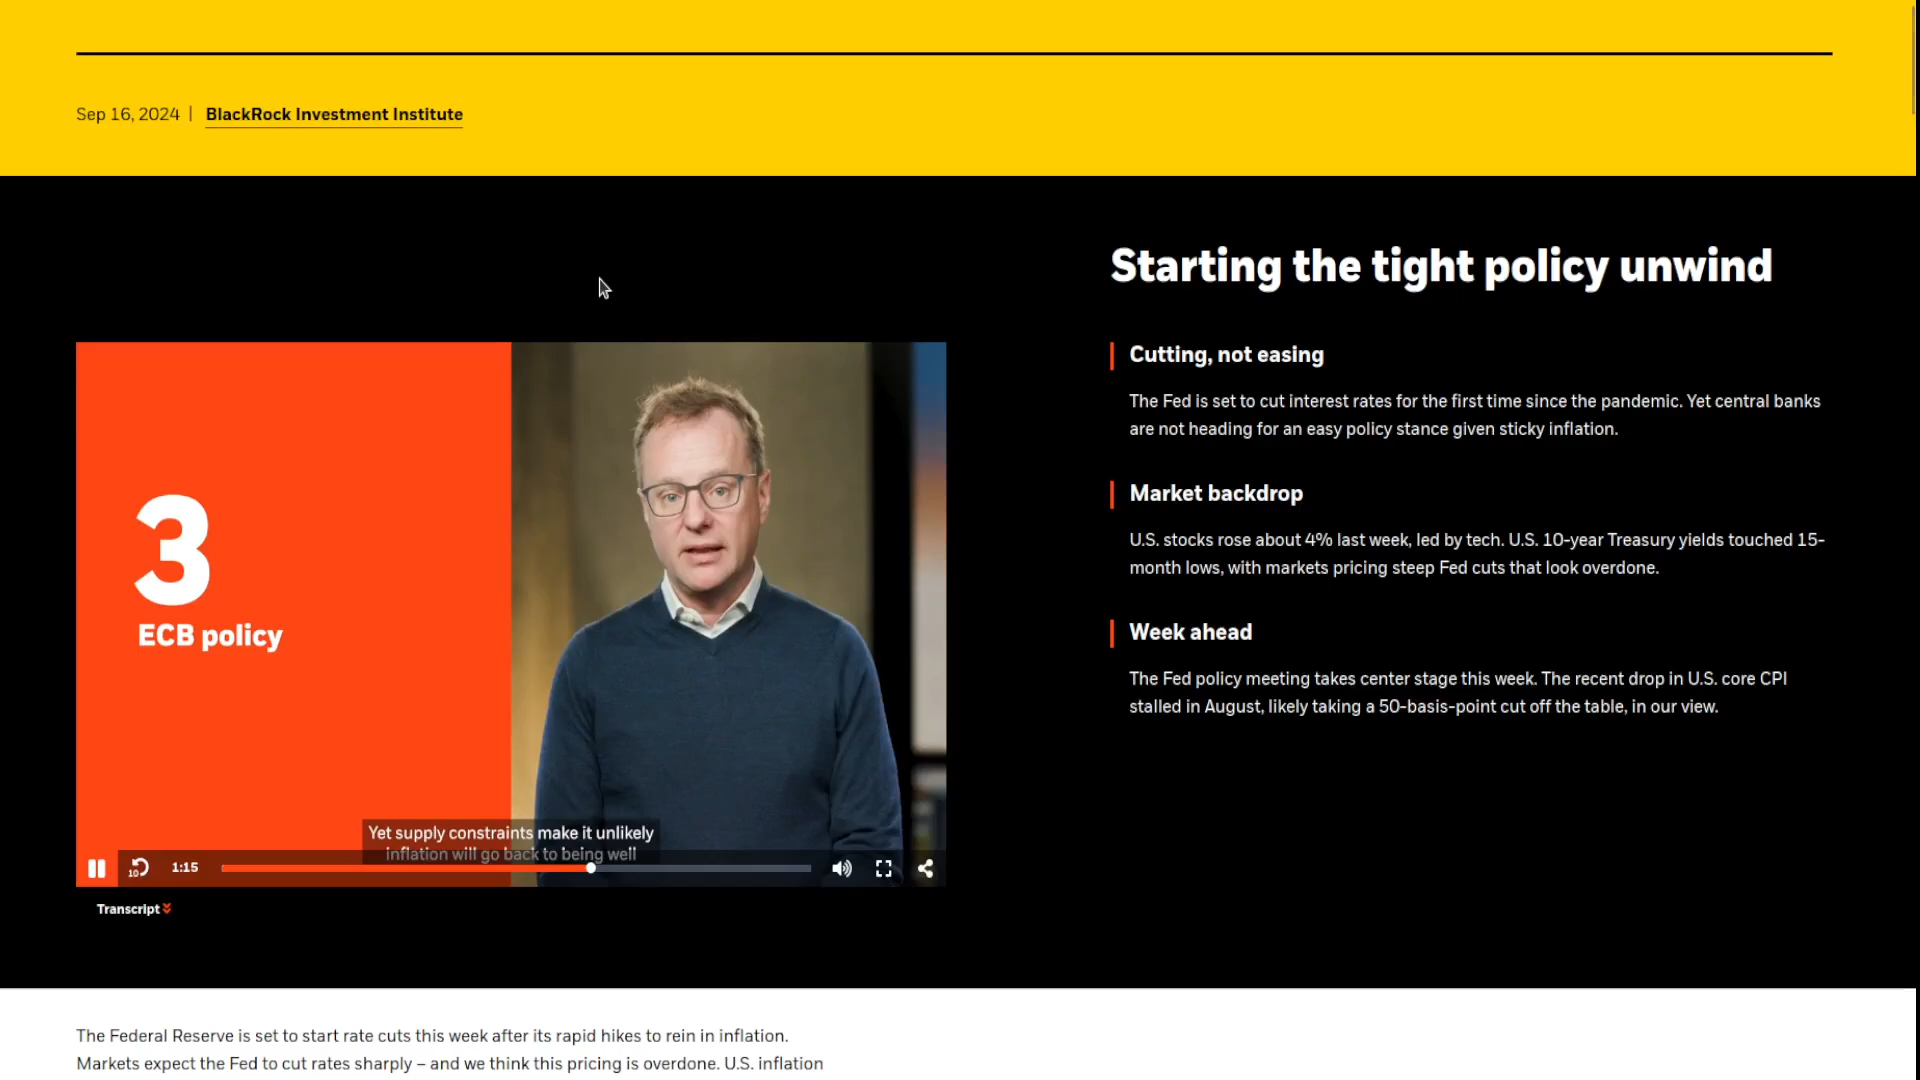 Sep 16, 2024 | BlackRock Investment Institute
Starting the tight policy unwind
Cutting, not easing
The Fed is set to cut interest rates for the first time since the pandemic. Yet central banks
are not heading for an easy policy stance given sticky inflation.
Market backdrop
U.S. stocks rose about 4% last week, led by tech. U.S. 10-year Treasury yields touched 15-
month lows, with markets pricing steep Fed cuts that look overdone.
Week ahead
The Fed policy meeting takes center stage this week. The recent drop in U.S. core CPI
stalled in August, likely taking a 50-basis-point cut off the table, in our view.
3
ECB policy
Yet supply constraints make it unlikely
inflation will go back to being well
10
1:15
Transcript
The Federal Reserve is set to start rate cuts this week after its rapid hikes to rein in inflation.
Markets expect the Fed to cut rates sharply – and we think this pricing is overdone. U.S. inflation